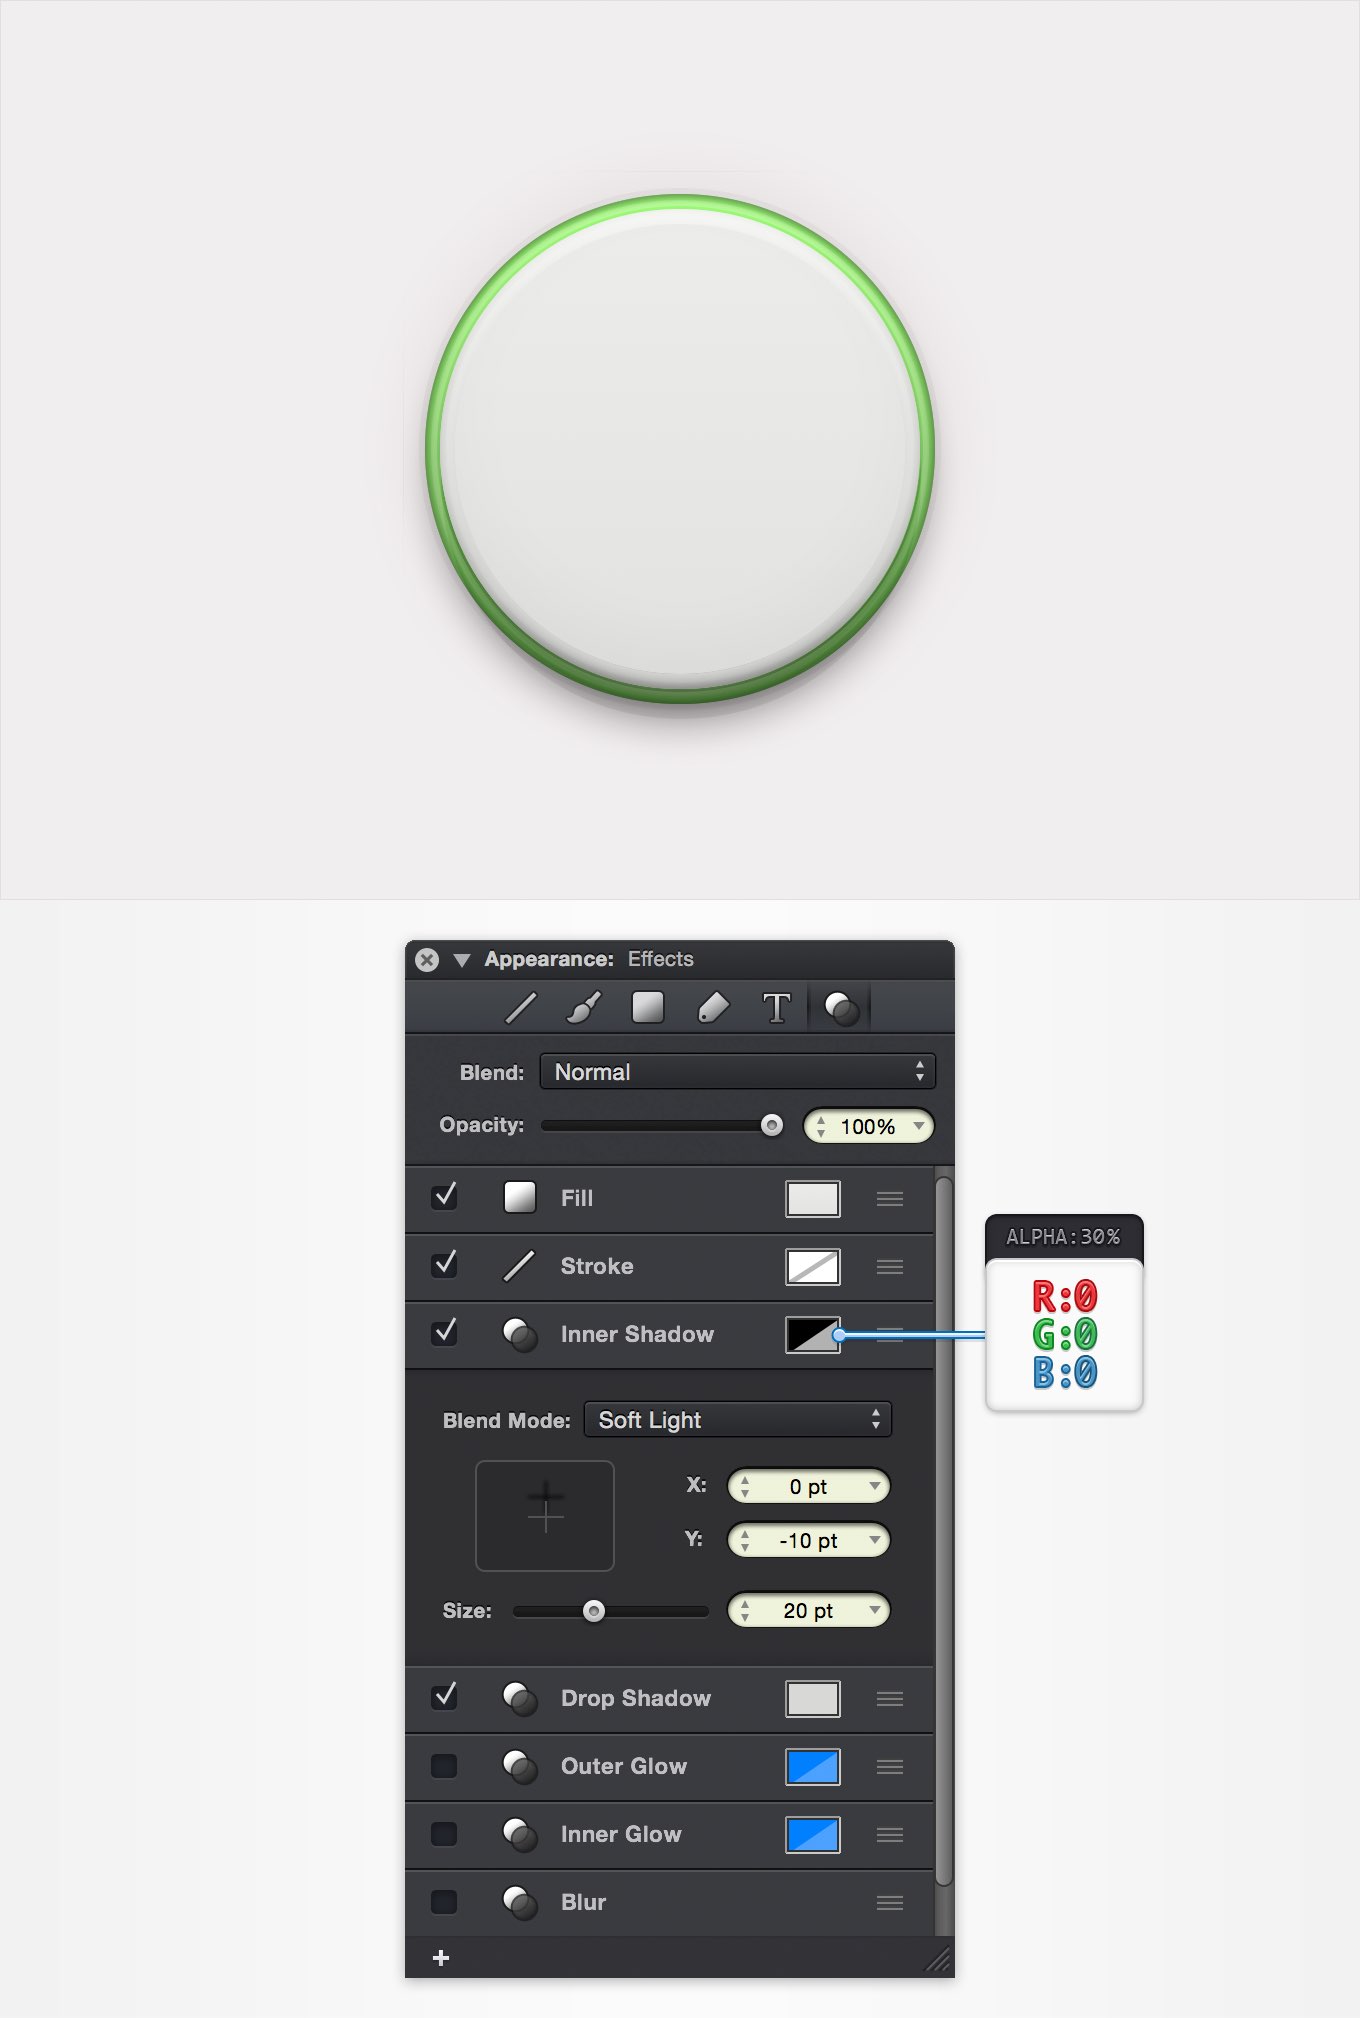 Appearance: Effects
T
Blend: Normal
Opacity: 100%
Fill
Stroke
Inner Shadow
ALPHA:30%
R:0
G:0
B:0
Blend Mode: Soft Light
X: 0 pt
Y: -10 pt
Size: 20 pt
Drop Shadow
Outer Glow
Inner Glow
Blur